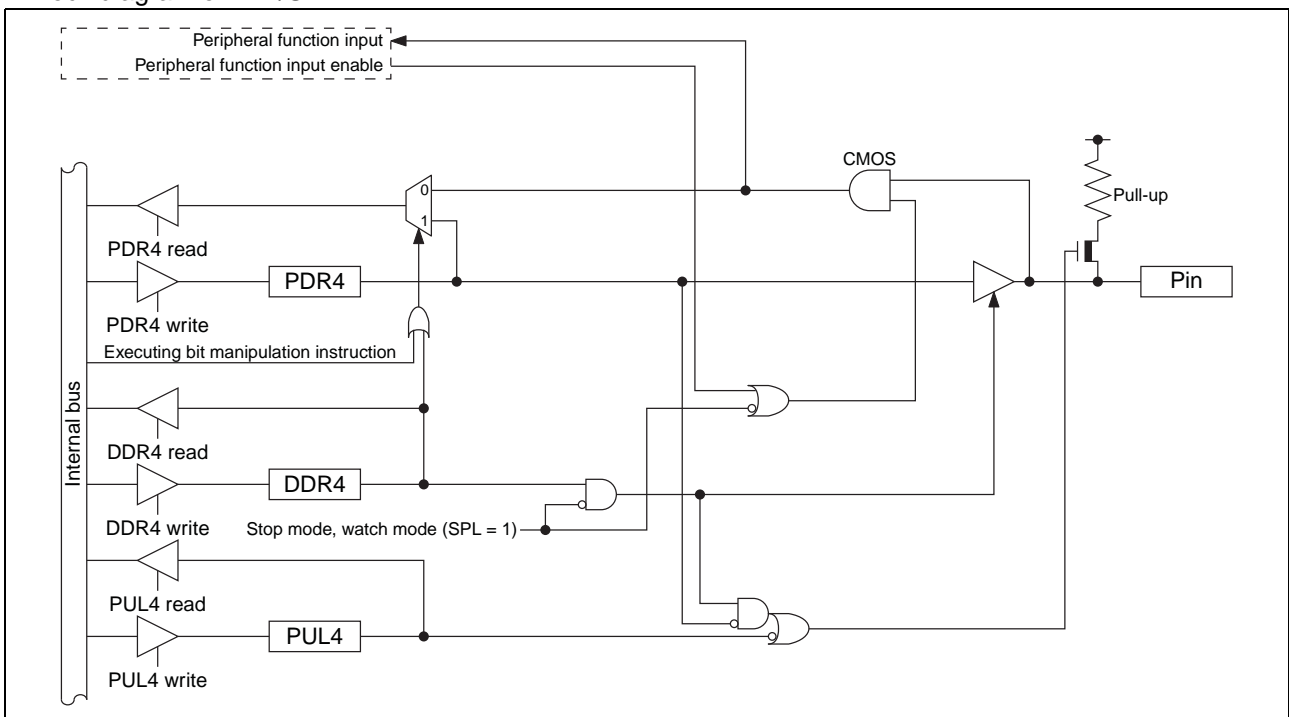 Peripheral function input
Peripheral function input enable
CMOS
0
Pull-up
1
PDR4 read
PDR4
Pin
PDR4 write
Executing bit manipulation instruction
Internal bus
DDR4 read
DDR4
DDR4 write
Stop mode, watch mode (SPL = 1)
PUL4 read
PUL4
PUL4 write